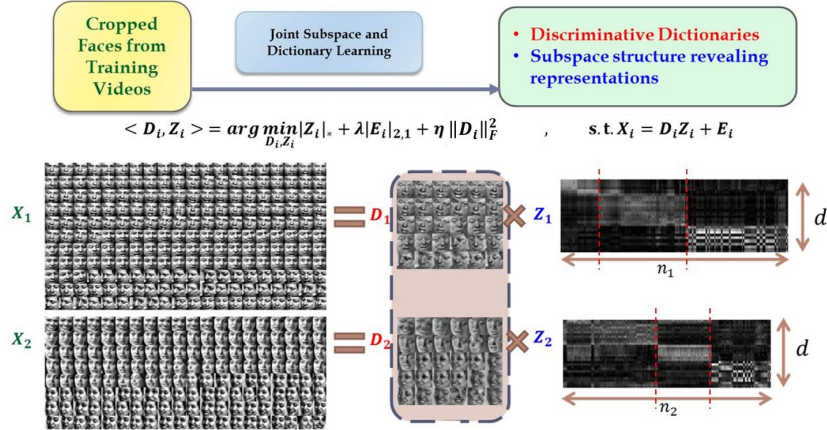 Cropped
Faces from
Training
Videos
Joint Subspace and
Dictionary Learning
• Discriminative Dictionaries
• Subspace structure revealing
representations
< D_i, Z_i > = arg min_{D_i,Z_i} |Z_i|_* + λ|E_i|_{2,1} + η ‖D_i‖_F^2 , s.t. X_i = D_i Z_i + E_i
X_1 = D_1 × Z_1
d
n_1
X_2 = D_2 × Z_2
d
n_2